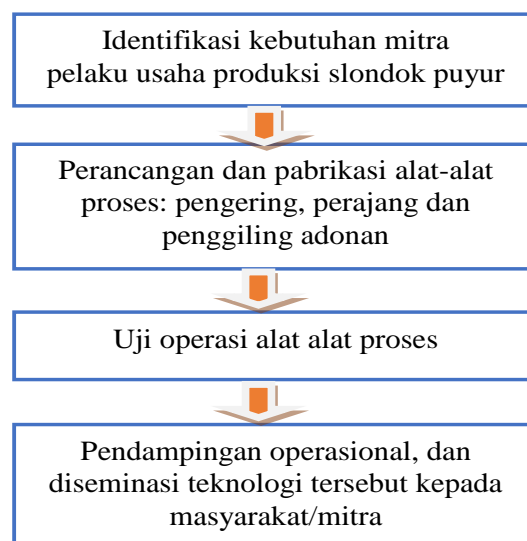 Identifikasi kebutuhan mitra
pelaku usaha produksi slondok puyur
Perancangan dan pabrikasi alat-alat
proses: pengering, perajang dan
penggiling adonan
Uji operasi alat alat proses
Pendampingan operasional, dan
diseminasi teknologi tersebut kepada
masyarakat/mitra